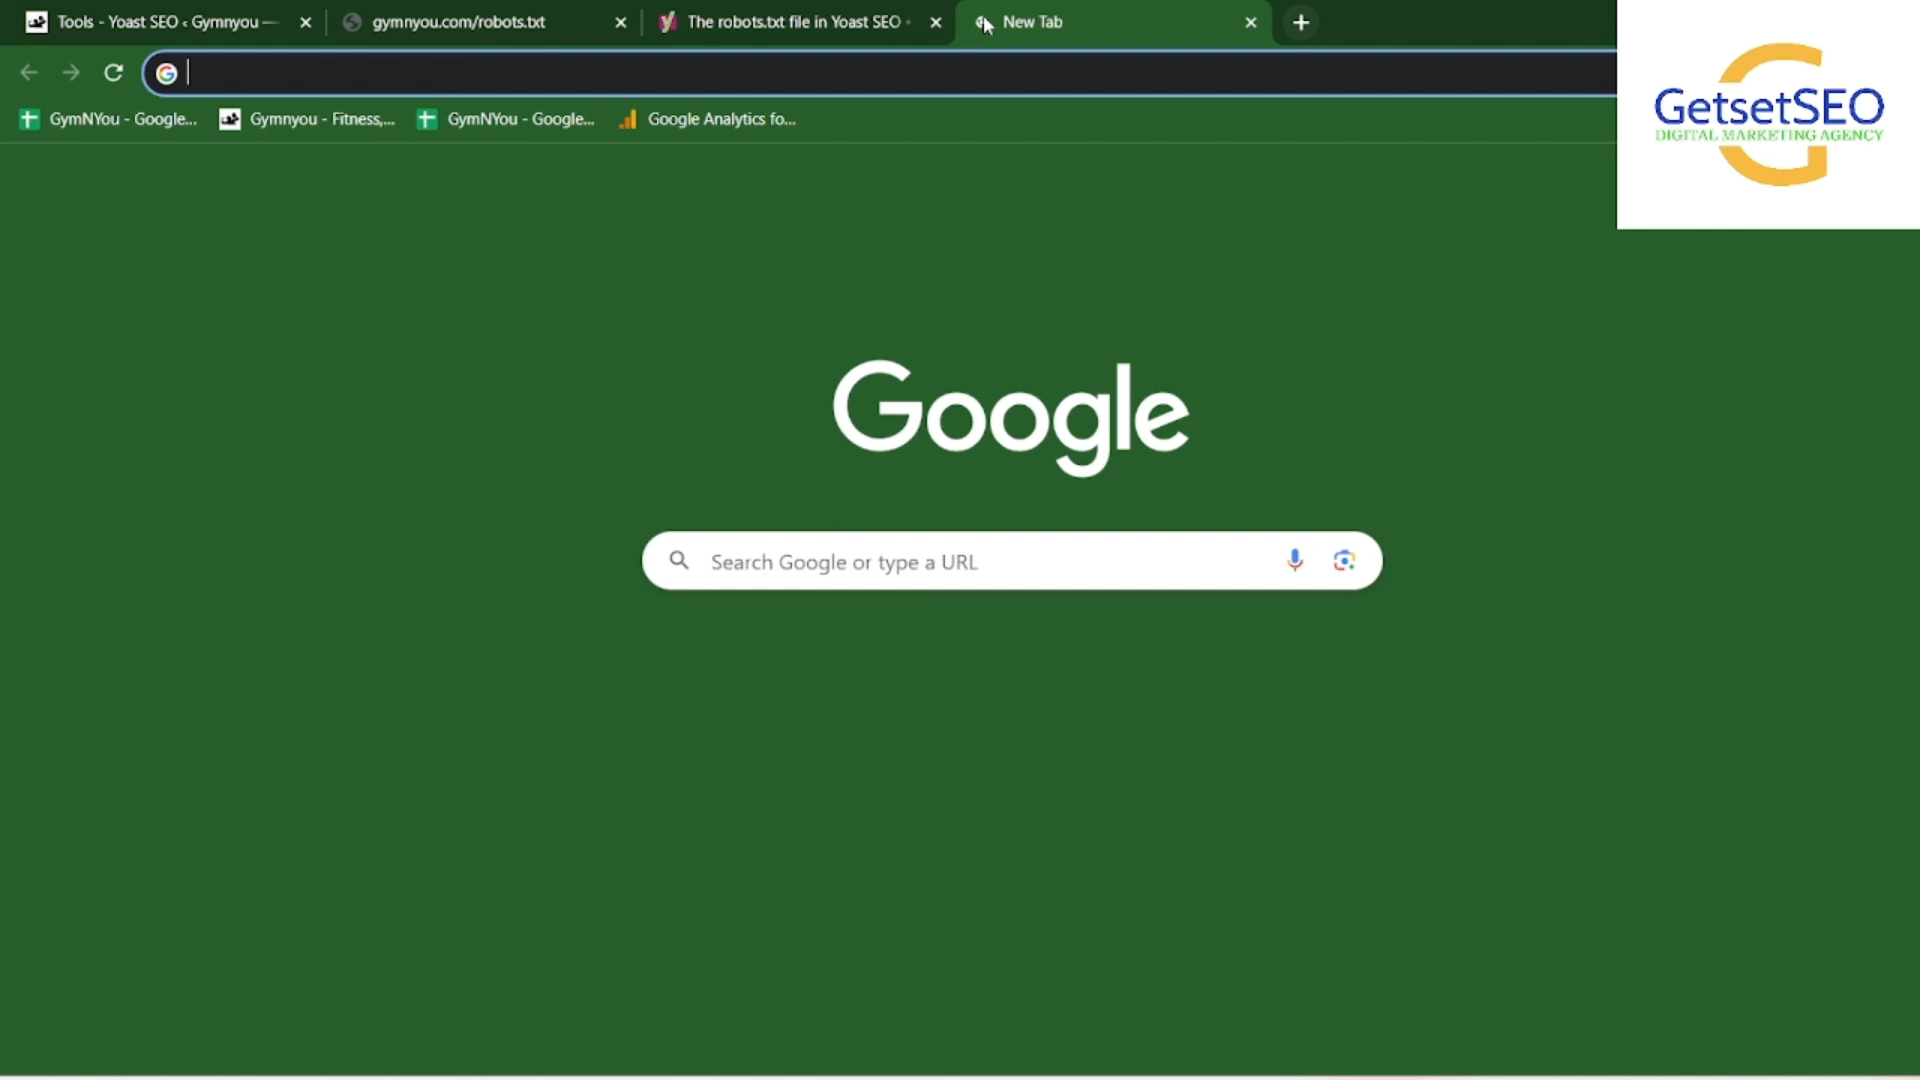 Tools - Yoast SEO ‹ Gymnyou —
gymnyou.com/robots.txt
The robots.txt file in Yoast SEO •
New Tab
GymNYou - Google...
Gymnyou - Fitness,...
GymNYou - Google...
Google Analytics fo...
GetsetSEO
DIGITAL MARKETING AGENCY
Google
Search Google or type a URL